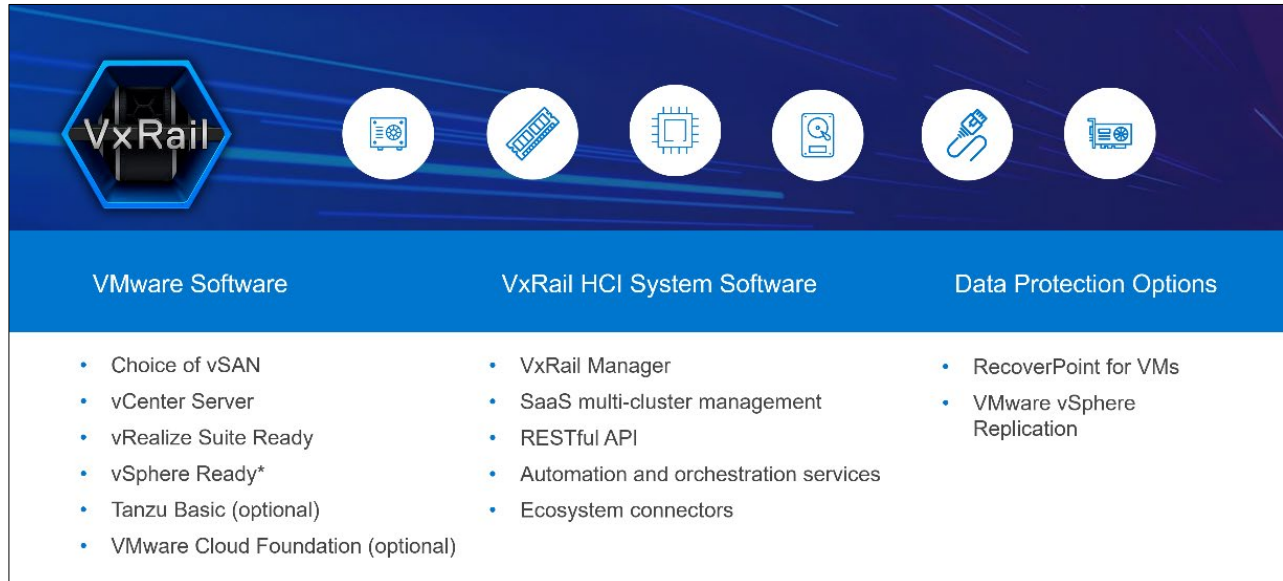 VxRail
VMware Software
VxRail HCI System Software
Data Protection Options
• Choice of vSAN
• vCenter Server
• vRealize Suite Ready
• vSphere Ready*
• Tanzu Basic (optional)
• VMware Cloud Foundation (optional)
• VxRail Manager
• SaaS multi-cluster management
• RESTful API
• Automation and orchestration services
• Ecosystem connectors
• RecoverPoint for VMs
• VMware vSphere
Replication